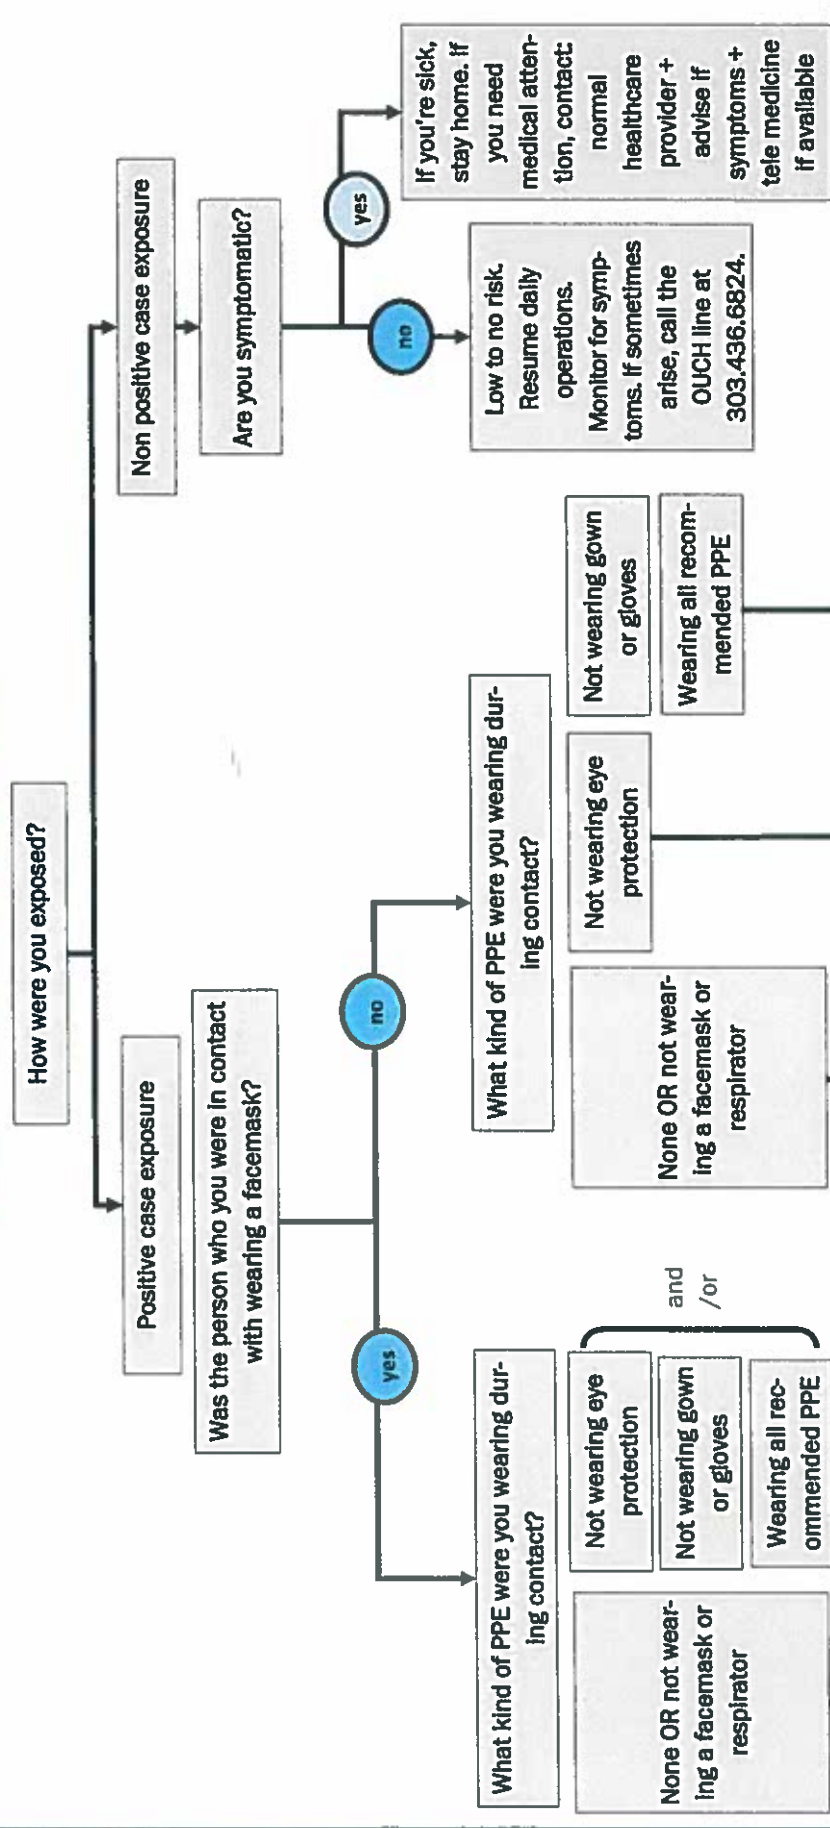 How were you exposed?
Positive case exposure
Non positive case exposure
Was the person who you were in contact
with wearing a facemask?
Are you symptomatic?
yes
no
no
yes
What kind of PPE were you wearing dur-
ing contact?
What kind of PPE were you wearing dur-
ing contact?
Low to no risk.
Resume daily
operations.
Monitor for symp-
toms. If sometimes
arise, call the
OUCH line at
303.436.6824.
If you're sick,
stay home. If
you need
medical atten-
tion, contact:
normal
healthcare
provider +
advise if
symptoms +
tele medicine
if available
None OR not wear-
ing a facemask or
respirator
Not wearing eye
protection
Not wearing gown
or gloves
Wearing all rec-
ommended PPE
and
/or
None OR not wear-
ing a facemask or
respirator
Not wearing eye
protection
Not wearing gown
or gloves
Wearing all recom-
mended PPE